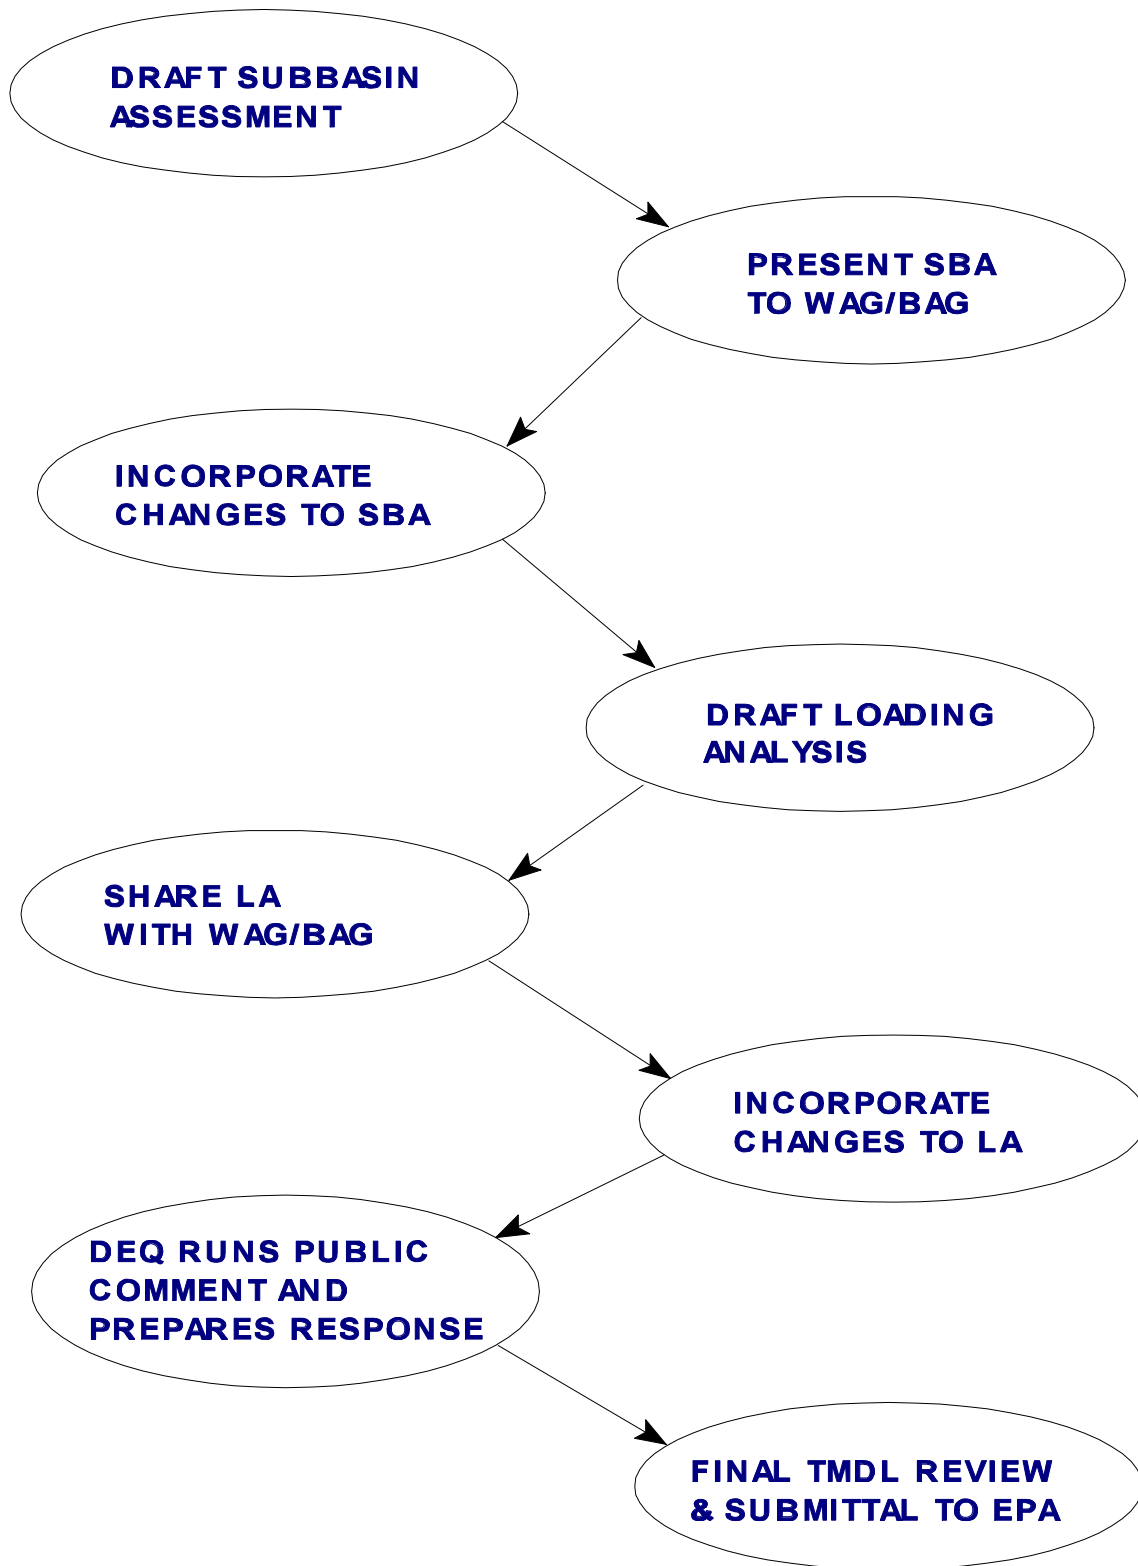 DRAFT SUBBASIN
ASSESSMENT
PRESENT SBA
TO WAG/BAG
INCORPORATE
CHANGES TO SBA
DRAFT LOADING
ANALYSIS
SHARE LA
WITH WAG/BAG
INCORPORATE
CHANGES TO LA
DEQ RUNS PUBLIC
COMMENT AND
PREPARES RESPONSE
FINAL TMDL REVIEW
& SUBMITTAL TO EPA